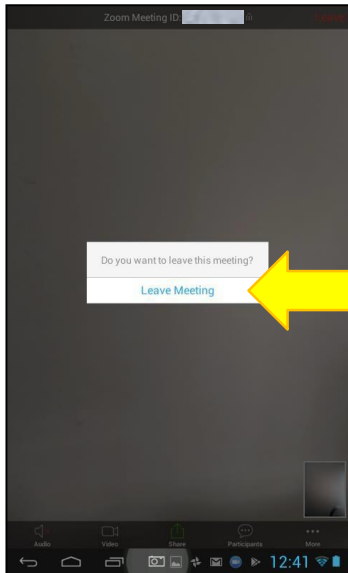 Zoom Meeting ID:
Do you want to leave this meeting?
Leave Meeting
Audio
Video
Share
Participants
More
12:41